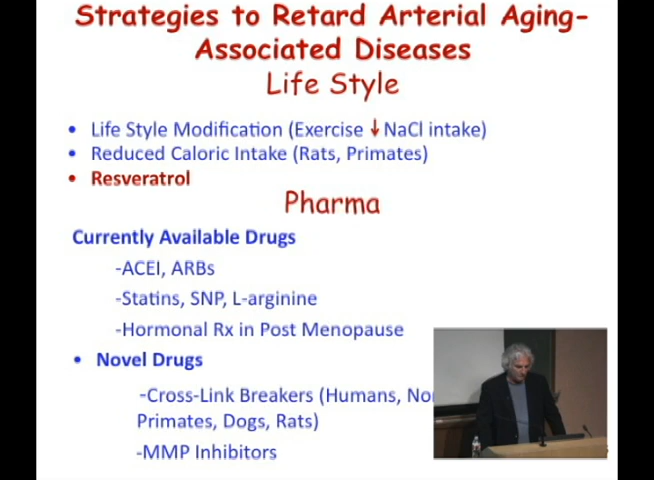 Strategies to Retard Arterial Aging-
Associated Diseases
Life Style
• Life Style Modification (Exercise ↓ NaCl intake)
• Reduced Caloric Intake (Rats, Primates)
• Resveratrol
Pharma
Currently Available Drugs
-ACEI, ARBs
-Statins, SNP, L-arginine
-Hormonal Rx in Post Menopause
• Novel Drugs
-Cross-Link Breakers (Humans,
Primates, Dogs, Rats)
-MMP Inhibitors